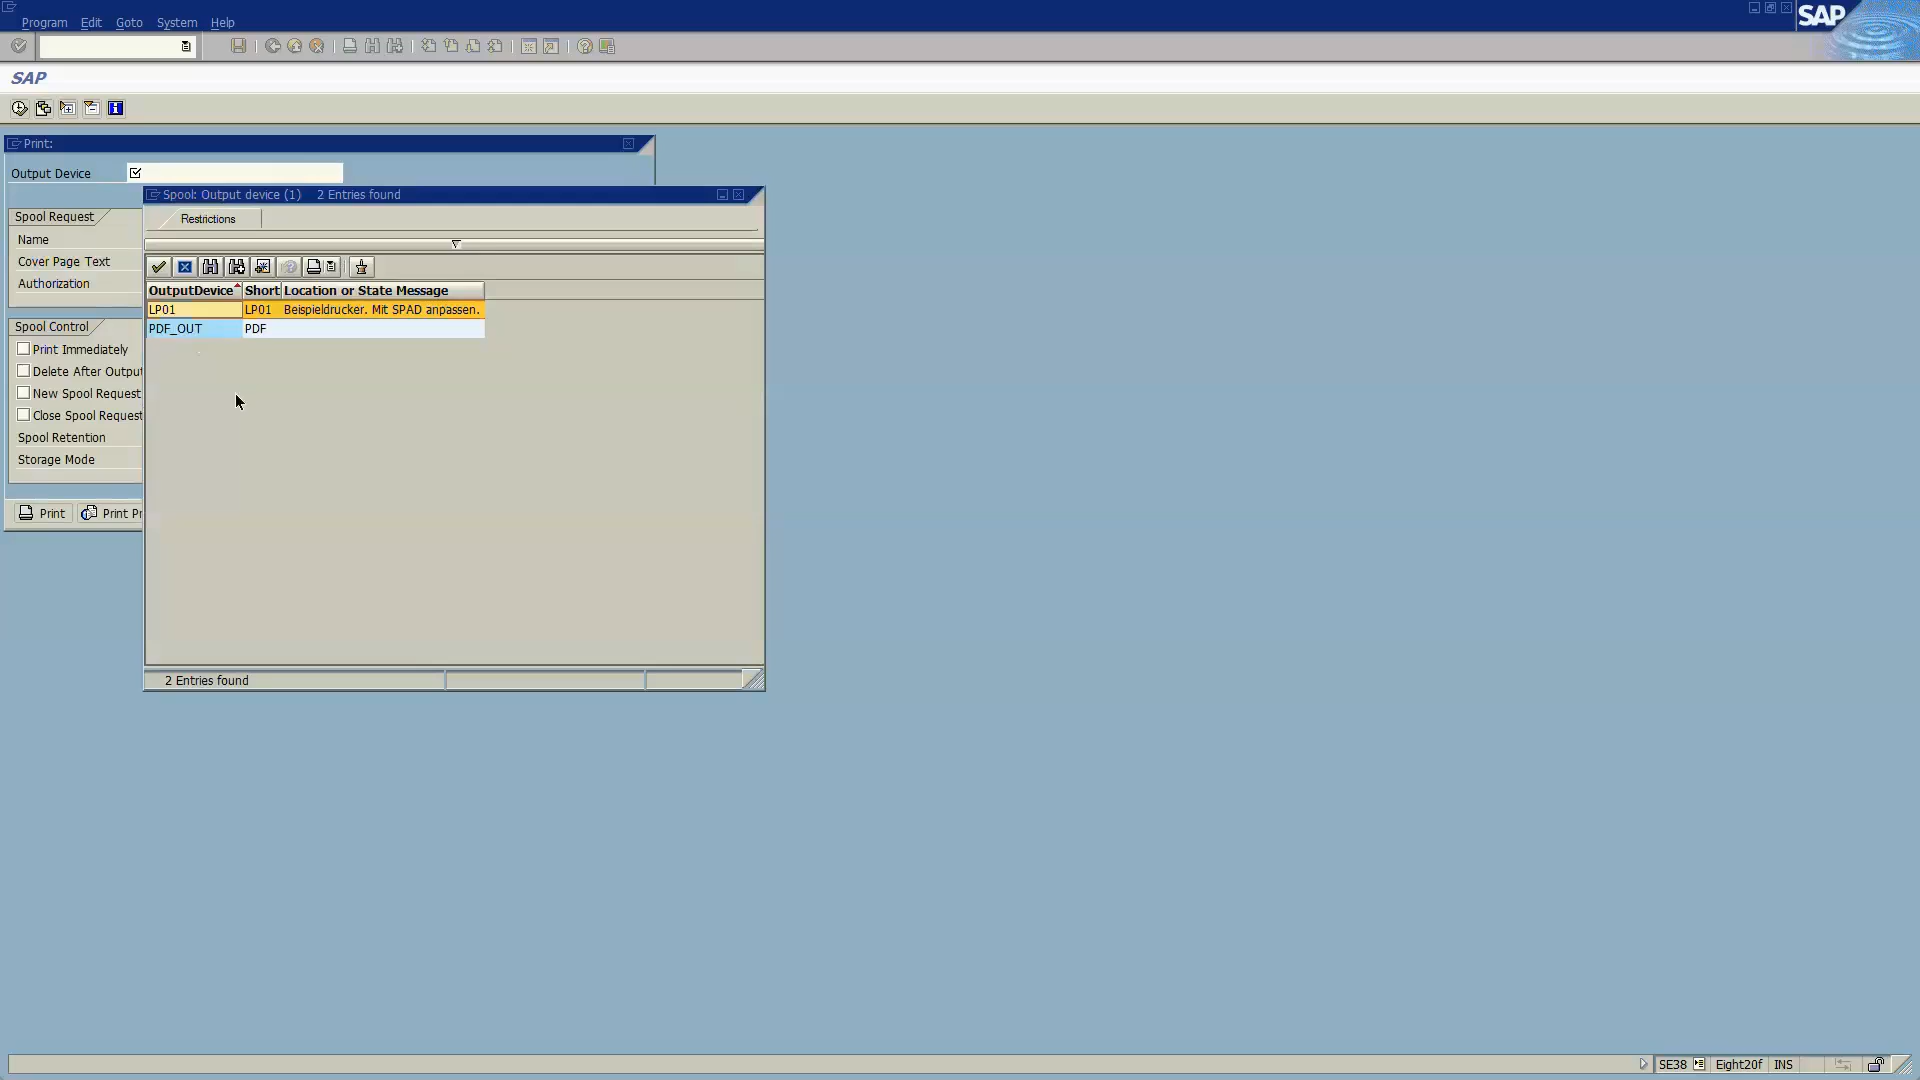 Program Edit Goto System Help
SAP
SAP
Print:
Output Device
Spool: Output device (1) 2 Entries found
Restrictions
Spool Request
Name
Cover Page Text
Authorization
OutputDevice Short Location or State Message
LP01 LP01 Beispieldrucker. Mit SPAD anpassen.
PDF_OUT PDF
Spool Control
Print Immediately
Delete After Output
New Spool Request
Close Spool Request
Spool Retention
Storage Mode
Print Print Pr
2 Entries found
SE38 Eight20f INS